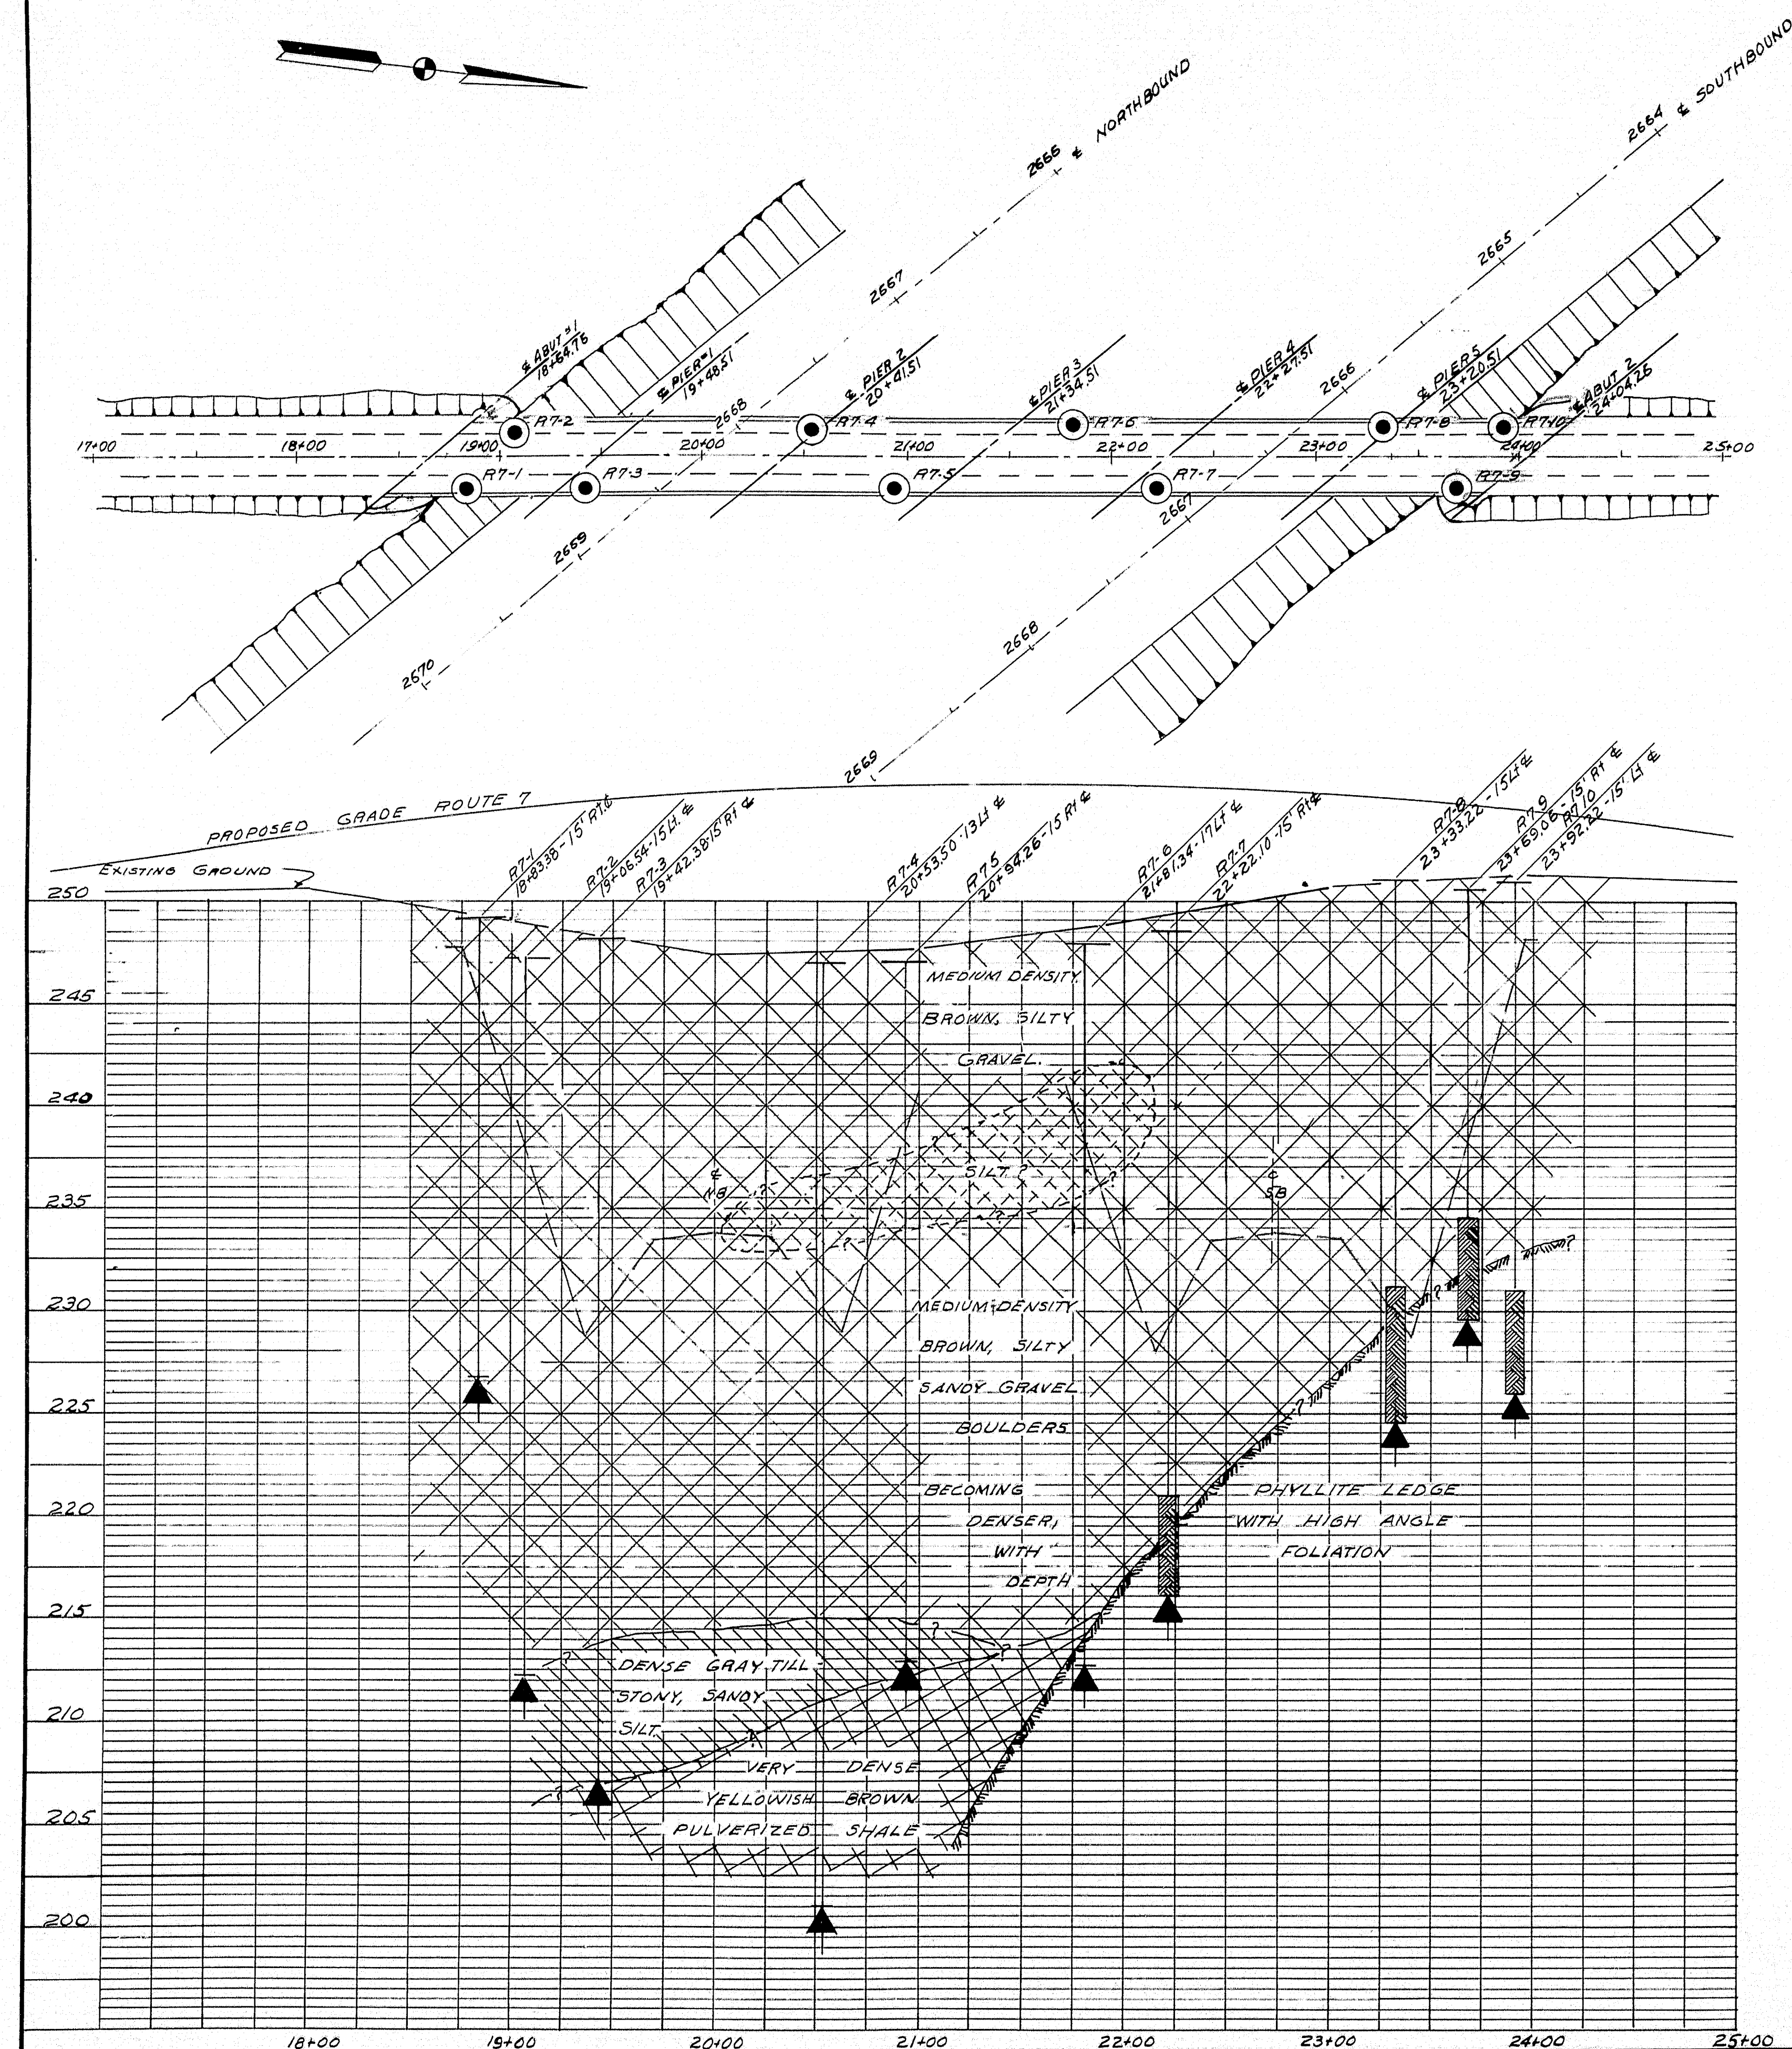 2664 ℄ SOUTHBOUND
2666 ℄ NORTHBOUND
2665
2667
℄ ABUT #1
18+64.76
℄ PIER #1
19+48.51
℄ PIER 2
20+41.51
℄ PIER 3
21+34.51
℄ PIER 4
22+27.51
2666
℄ PIER 5
23+20.51
℄ ABUT 2
24+04.26
2668
R7-2
R7-4
R7-6
R7-8
R7-10
17+00
18+00
19+00
20+00
21+00
22+00
23+00
24+00
25+00
R7-1
R7-3
R7-5
R7-7
R7-9
2667
2669
2668
2670
2669
PROPOSED GRADE ROUTE 7
EXISTING GROUND
R7-1
18+83.38-15' Rt. ℄
R7-2
19+06.54-15 Lt. ℄
R7-3
19+42.38-15' Rt ℄
R7-4
20+53.50-13 Lt ℄
R7-5
20+94.26-15 Rt ℄
R7-6
21+81.34-17 Lt ℄
R7-7
22+22.10-15' Rt ℄
R7-8
23+33.22-15 Lt ℄
R7-9
23+69.06-15' Rt ℄
R7 10
23+92.22-15' Lt ℄
250
MEDIUM DENSITY
245
BROWN, SILTY
GRAVEL.
240
SILT ?
℄
NB
℄
SB
235
230
MEDIUM-DENSITY
BROWN, SILTY
SANDY GRAVEL
225
BOULDERS
BECOMING
PHYLLITE LEDGE
220
DENSER,
WITH HIGH ANGLE
WITH
FOLIATION
DEPTH
215
DENSE GRAY TILL
STONY, SANDY
210
SILT.
VERY DENSE
YELLOWISH BROWN
205
PULVERIZED SHALE
200
18+00
19+00
20+00
21+00
22+00
23+00
24+00
25+00